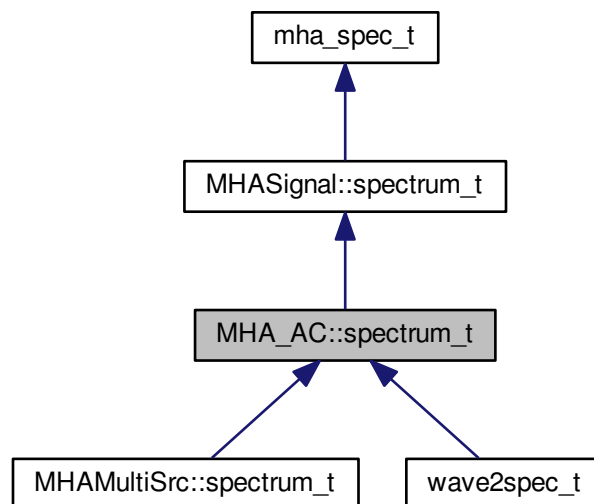 mha_spec_t
MHASignal::spectrum_t
MHA_AC::spectrum_t
MHAMultiSrc::spectrum_t
wave2spec_t